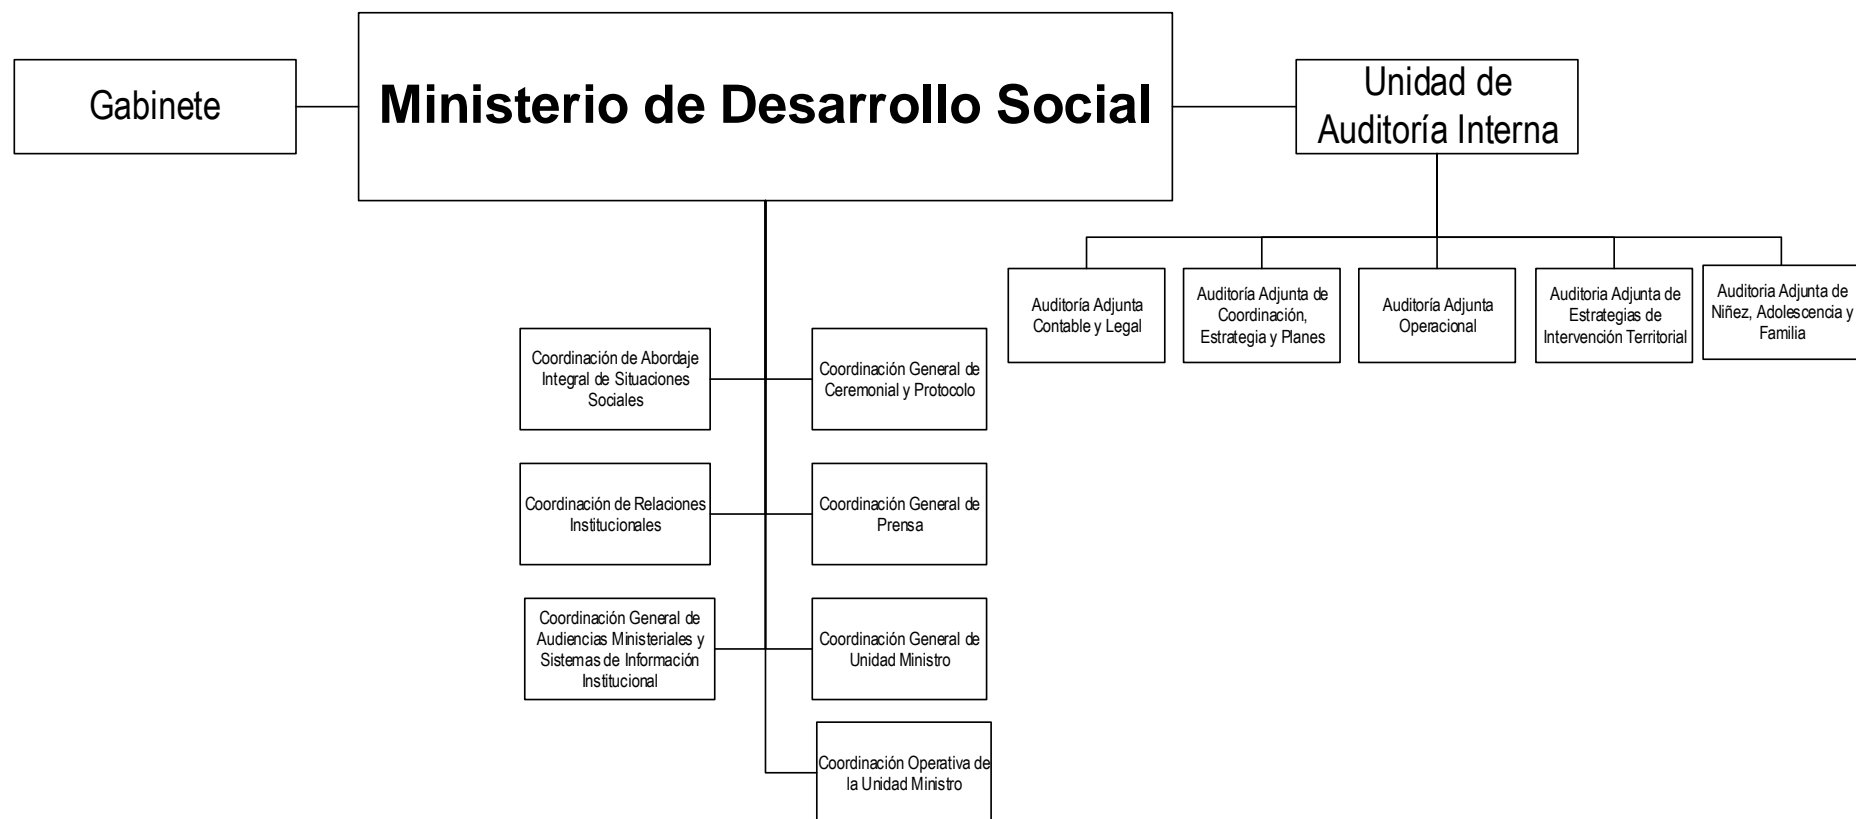 Gabinete
Ministerio de Desarrollo Social
Unidad de
Auditoría Interna
Auditoría Adjunta
Contable y Legal
Auditoría Adjunta de
Coordinación,
Estrategia y Planes
Auditoría Adjunta
Operacional
Auditoria Adjunta de
Estrategias de
Intervención Territorial
Auditoria Adjunta de
Niñez, Adolescencia y
Familia
Coordinación de Abordaje
Integral de Situaciones
Sociales
Coordinación General de
Ceremonial y Protocolo
Coordinación de Relaciones
Institucionales
Coordinación General de
Prensa
Coordinación General de
Audiencias Ministeriales y
Sistemas de Información
Institucional
Coordinación General de
Unidad Ministro
Coordinación Operativa de
la Unidad Ministro